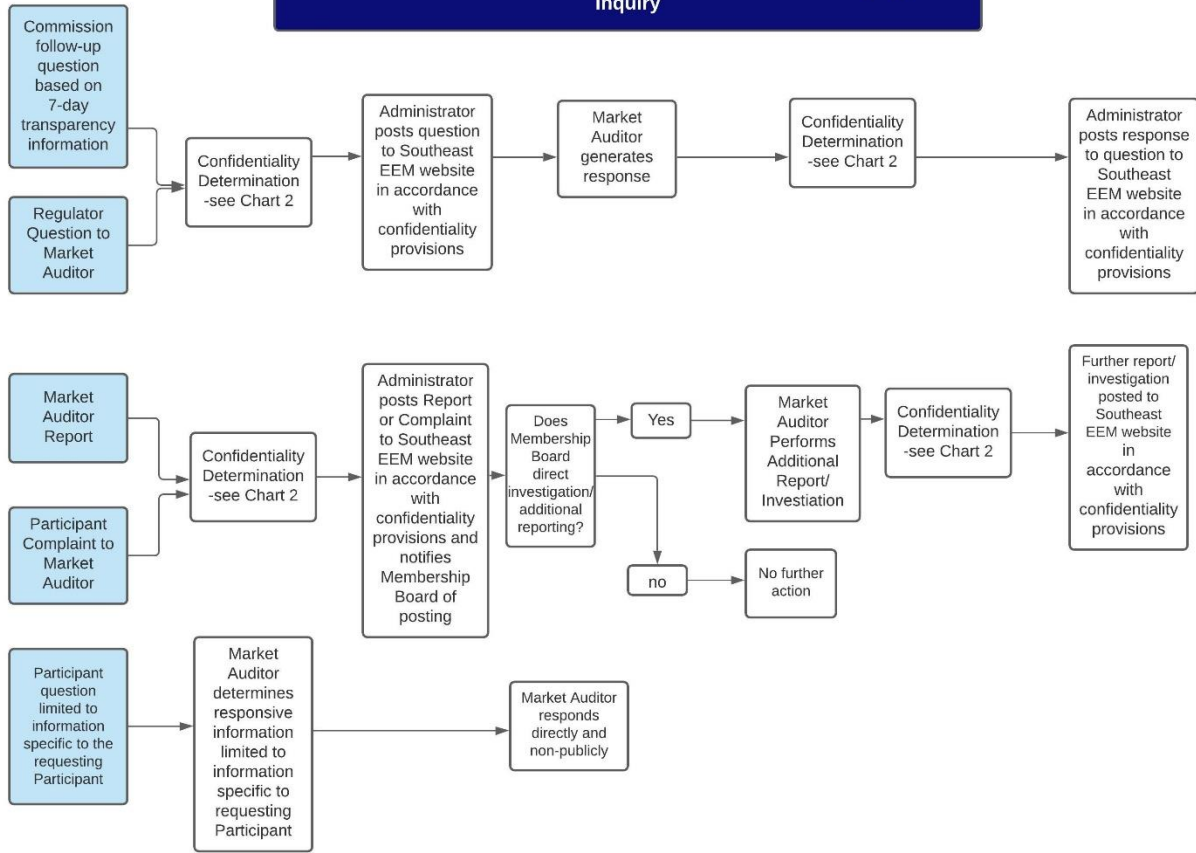 Inquiry
Commission
follow-up
question
based on
7-day
transparency
information
Regulator
Question to
Market
Auditor
Confidentiality
Determination
-see Chart 2
Administrator
posts question
to Southeast
EEM website
in accordance
with
confidentiality
provisions
Market
Auditor
generates
response
Confidentiality
Determination
-see Chart 2
Administrator
posts response
to question to
Southeast
EEM website
in accordance
with
confidentiality
provisions
Market
Auditor
Report
Participant
Complaint to
Market
Auditor
Confidentiality
Determination
-see Chart 2
Administrator
posts Report
or Complaint
to Southeast
EEM website
in accordance
with
confidentiality
provisions and
notifies
Membership
Board of
posting
Does
Membership
Board
direct
investigation/
additional
reporting?
Yes
no
Market
Auditor
Performs
Additional
Report/
Investiation
No further
action
Confidentiality
Determination
-see Chart 2
Further report/
investigation
posted to
Southeast
EEM website
in
accordance
with
confidentiality
provisions
Participant
question
limited to
information
specific to the
requesting
Participant
Market
Auditor
determines
responsive
information
limited to
information
specific to
requesting
Participant
Market Auditor
responds
directly and
non-publicly